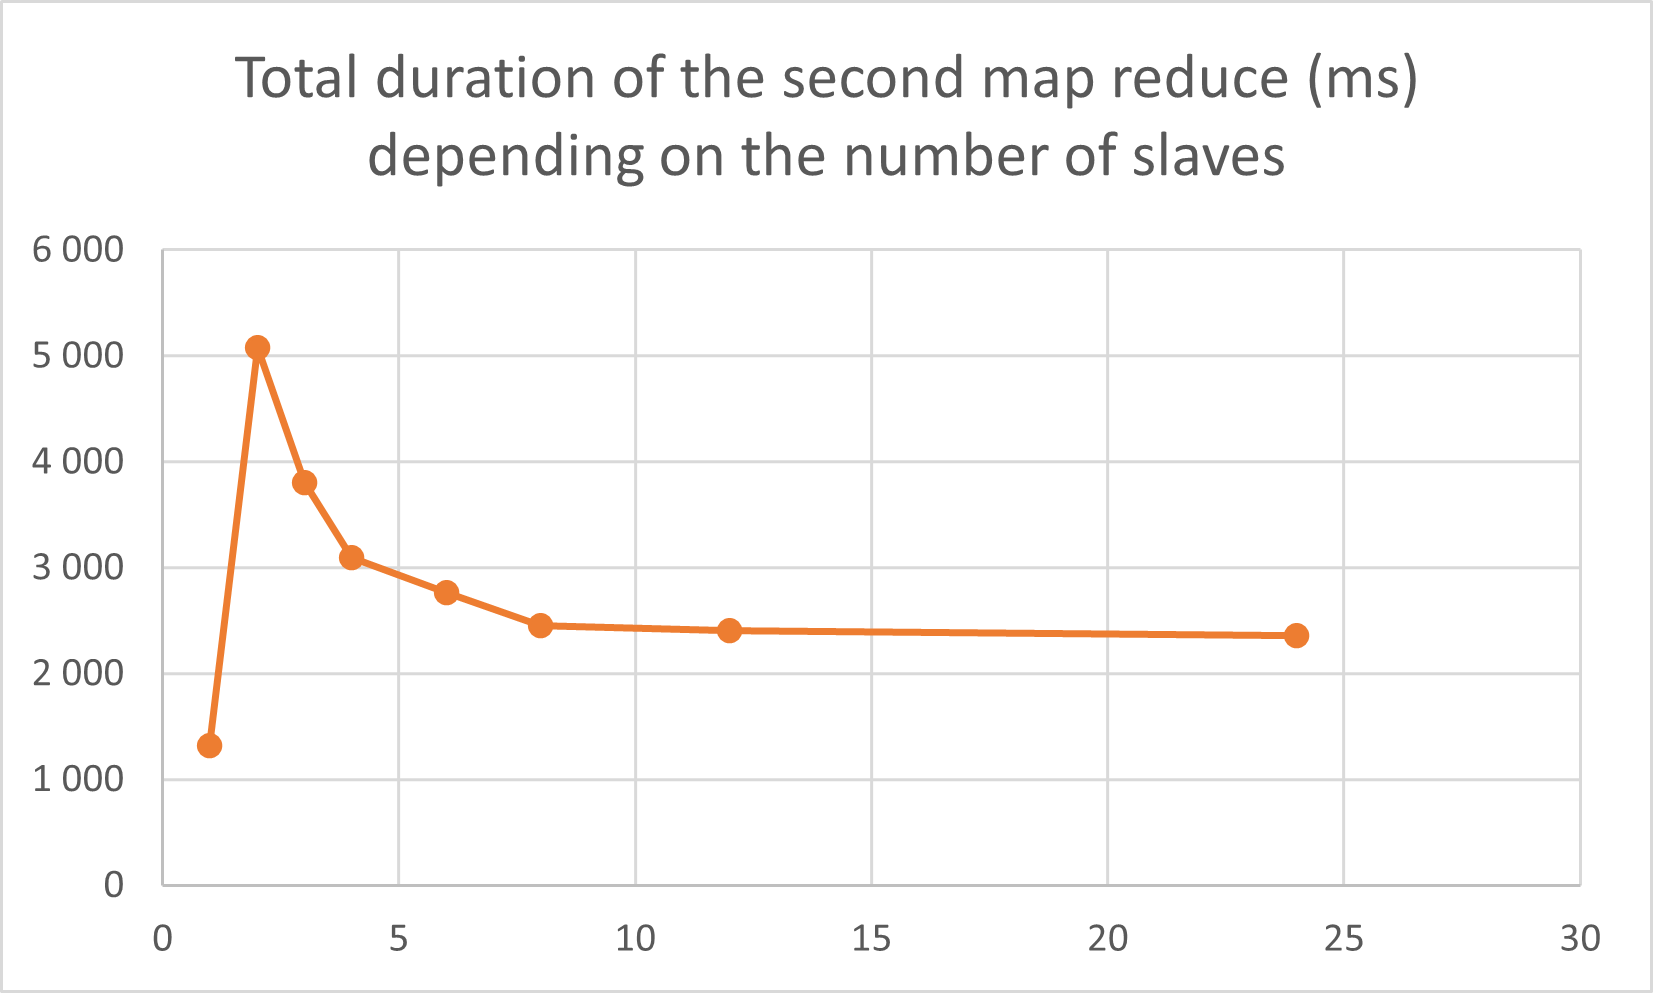 Total duration of the second map reduce (ms)
depending on the number of slaves
6 000
5 000
4 000
3 000
2 000
1 000
0
0 5 10 15 20 25 30